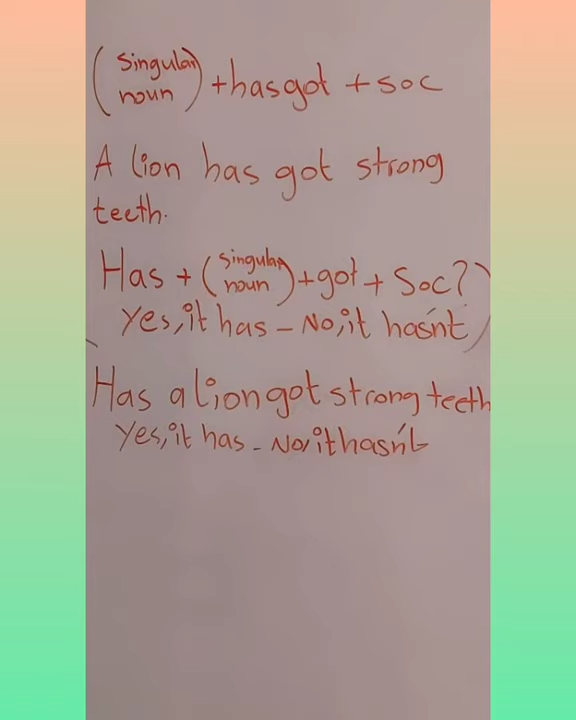 (singular noun) + has got + soc
A lion has got strong
teeth.
Has + (singular noun) + got + Soc?
Yes, it has - No, it hasn't
Has a lion got strong teeth
Yes, it has - No, it hasn't